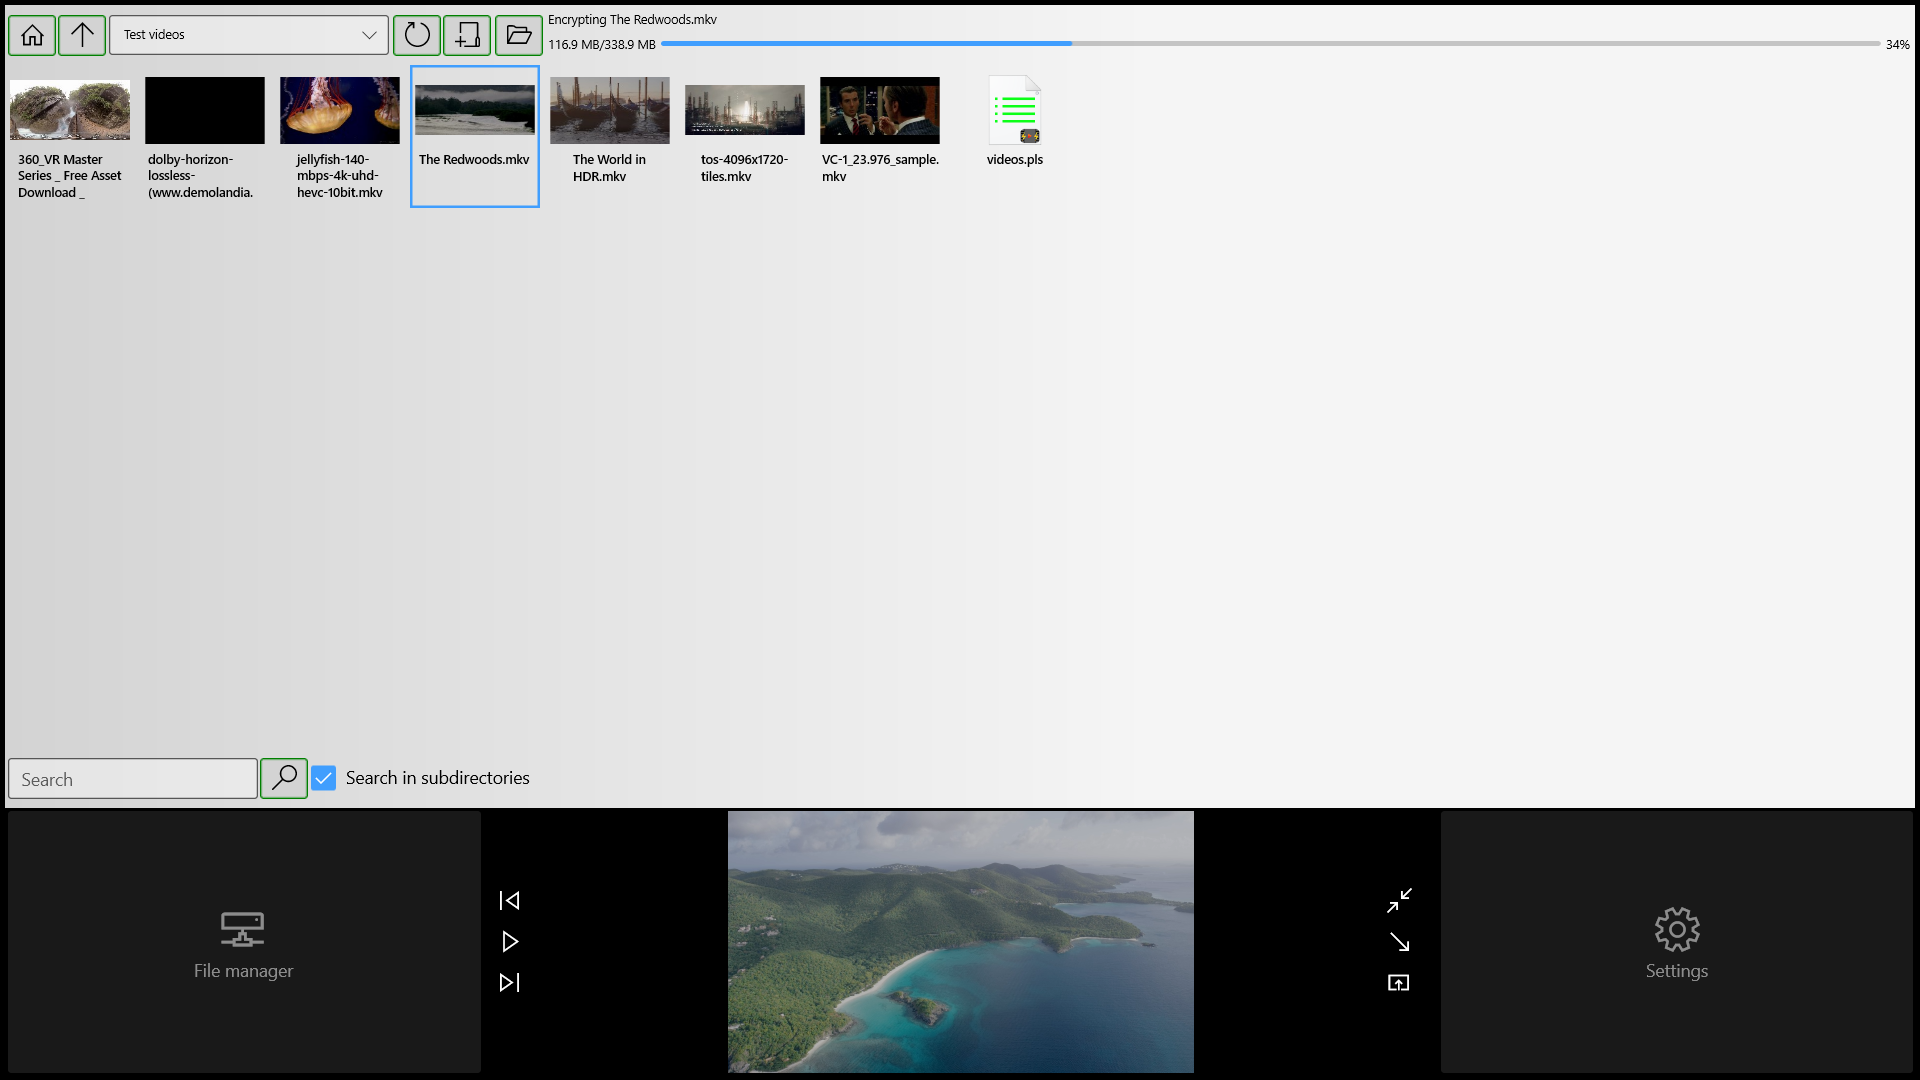 Test videos
Encrypting The Redwoods.mkv
116.9 MB/338.9 MB
34%
360_VR Master
Series _ Free Asset
Download _
dolby-horizon-
lossless-
(www.demolandia.
jellyfish-140-
mbps-4k-uhd-
hevc-10bit.mkv
The Redwoods.mkv
The World in
HDR.mkv
tos-4096x1720-
tiles.mkv
VC-1_23.976_sample.
mkv
videos.pls
Search
Search in subdirectories
File manager
Settings